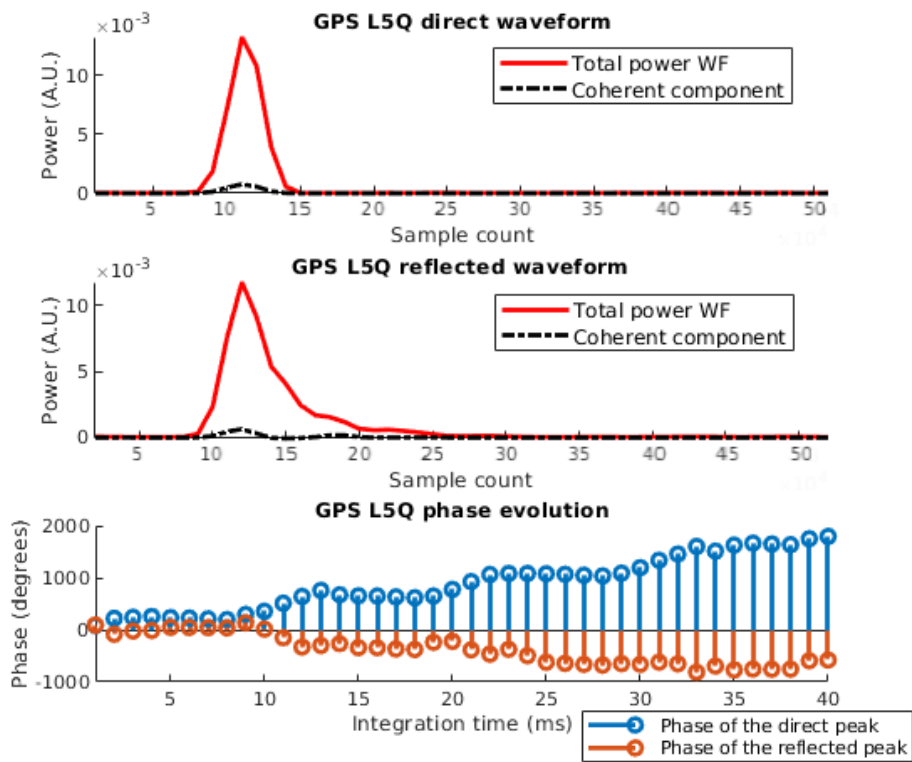 GPS L5Q direct waveform
×10-3
Power (A.U.)
10
5
0
Total power WF
Coherent component
5 10 15 20 25 30 35 40 45 50
Sample count
GPS L5Q reflected waveform
×10-3
Power (A.U.)
10
5
0
Total power WF
Coherent component
5 10 15 20 25 30 35 40 45 50
Sample count
GPS L5Q phase evolution
Phase (degrees)
2000
1000
0
-1000
5 10 15 20 25 30 35 40
Integration time (ms)
Phase of the direct peak
Phase of the reflected peak